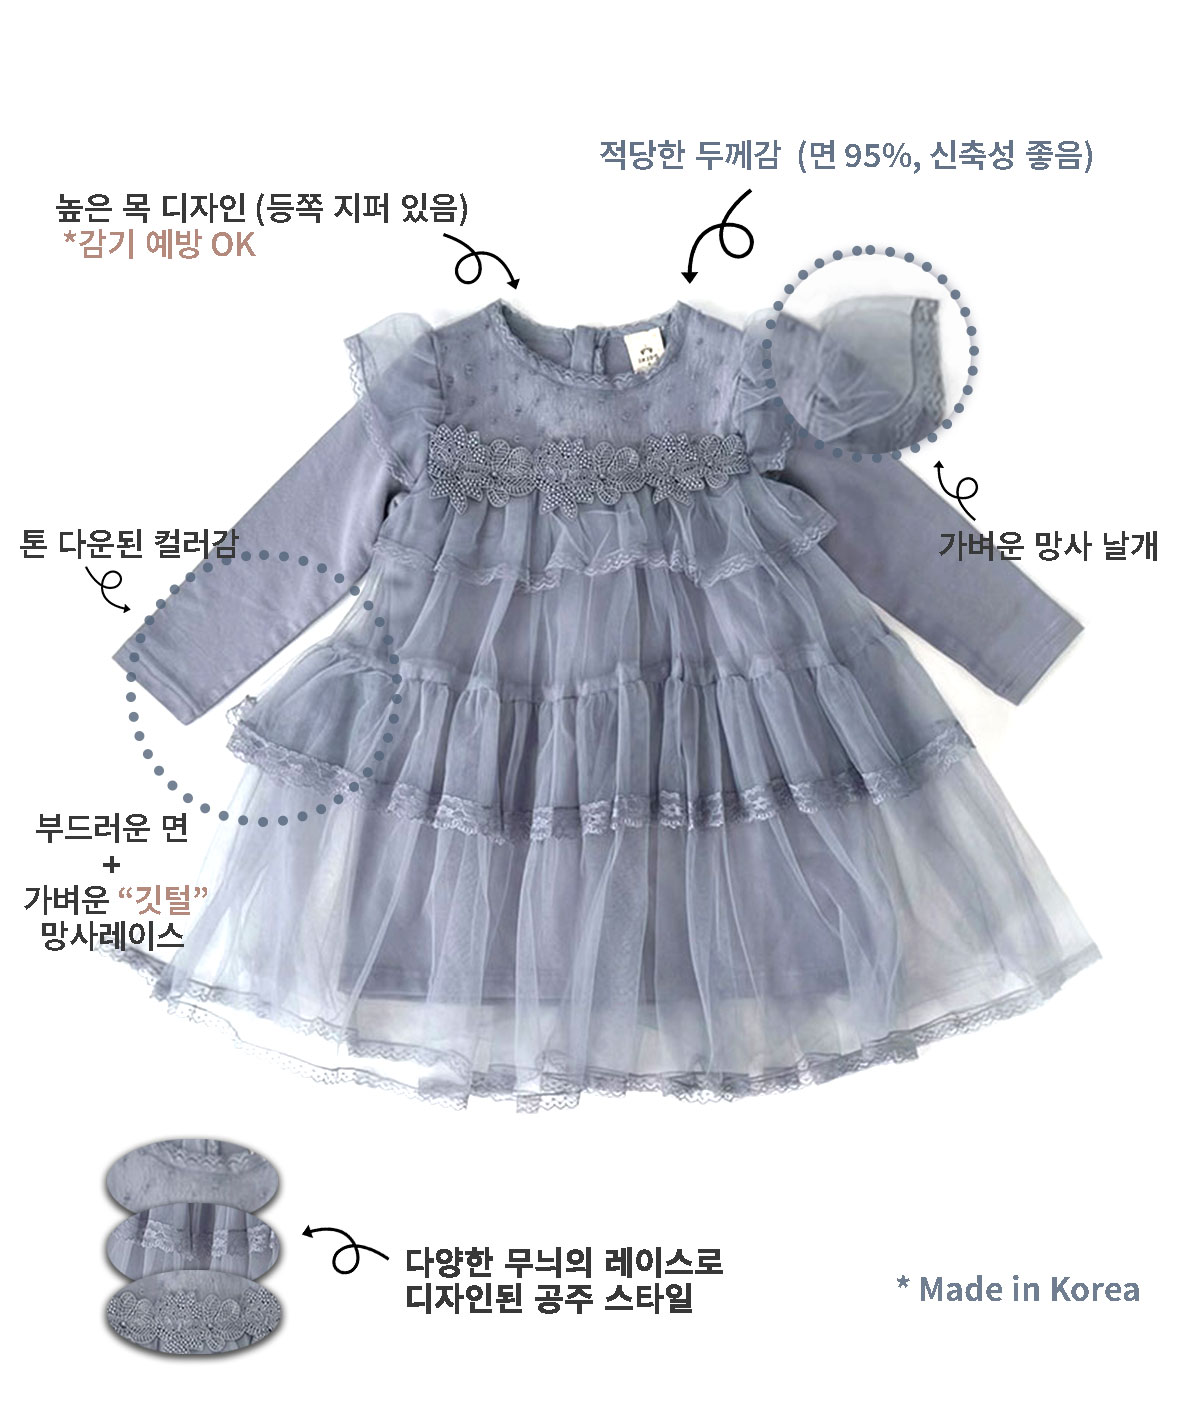 적당한 두께감 (면 95%, 신축성 좋음)
높은 목 디자인 (등쪽 지퍼 있음)
*감기 예방 OK
톤 다운된 컬러감
가벼운 망사 날개
부드러운 면
+
가벼운 “깃털”
망사레이스
다양한 무늬의 레이스로
디자인된 공주 스타일
* Made in Korea